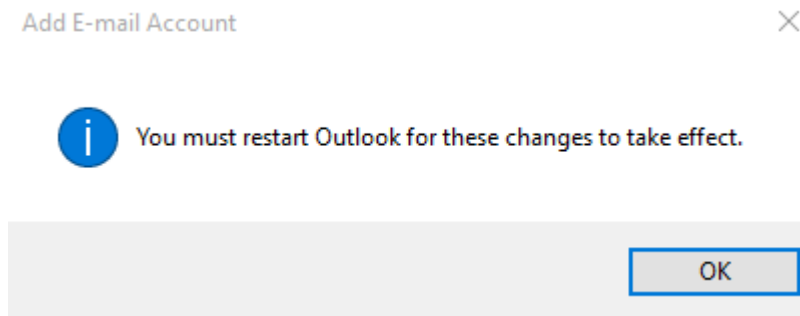 Add E-mail Account
You must restart Outlook for these changes to take effect.
OK